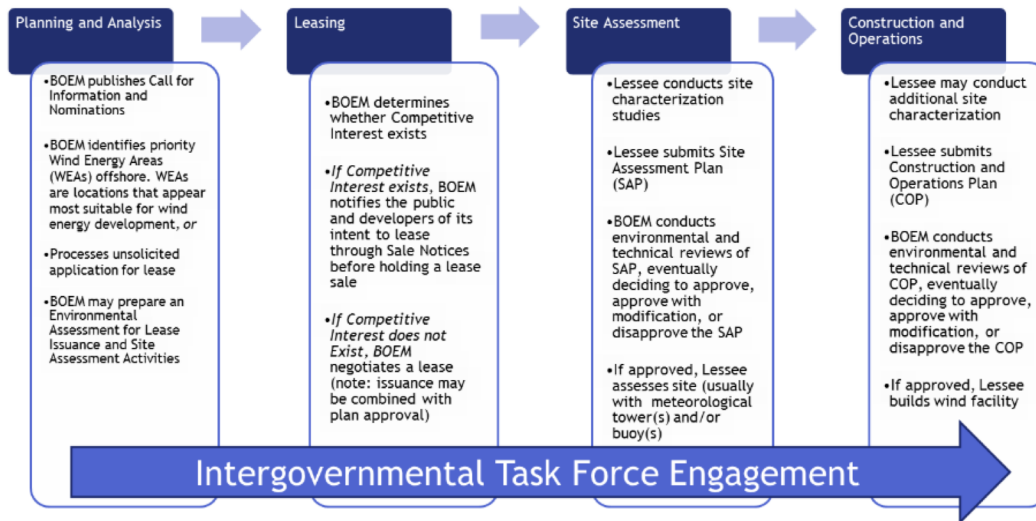 Planning and Analysis
•BOEM publishes Call for
Information and
Nominations
•BOEM identifies priority
Wind Energy Areas
(WEAs) offshore. WEAs
are locations that appear
most suitable for wind
energy development, or
•Processes unsolicited
application for lease
•BOEM may prepare an
Environmental
Assessment for Lease
Issuance and Site
Assessment Activities
Leasing
•BOEM determines
whether Competitive
Interest exists
•If Competitive
Interest exists, BOEM
notifies the public
and developers of its
intent to lease
through Sale Notices
before holding a lease
sale
•If Competitive
Interest does not
Exist, BOEM
negotiates a lease
(note: issuance may
be combined with
plan approval)
Site Assessment
•Lessee conducts site
characterization
studies
•Lessee submits Site
Assessment Plan
(SAP)
•BOEM conducts
environmental and
technical reviews of
SAP, eventually
deciding to approve,
approve with
modification, or
disapprove the SAP
•If approved, Lessee
assesses site (usually
with meteorological
tower(s) and/or
buoy(s)
Construction and
Operations
•Lessee may conduct
additional site
characterization
•Lessee submits
Construction and
Operations Plan
(COP)
•BOEM conducts
environmental and
technical reviews of
COP, eventually
deciding to approve,
approve with
modification, or
disapprove the COP
•If approved, Lessee
builds wind facility
Intergovernmental Task Force Engagement